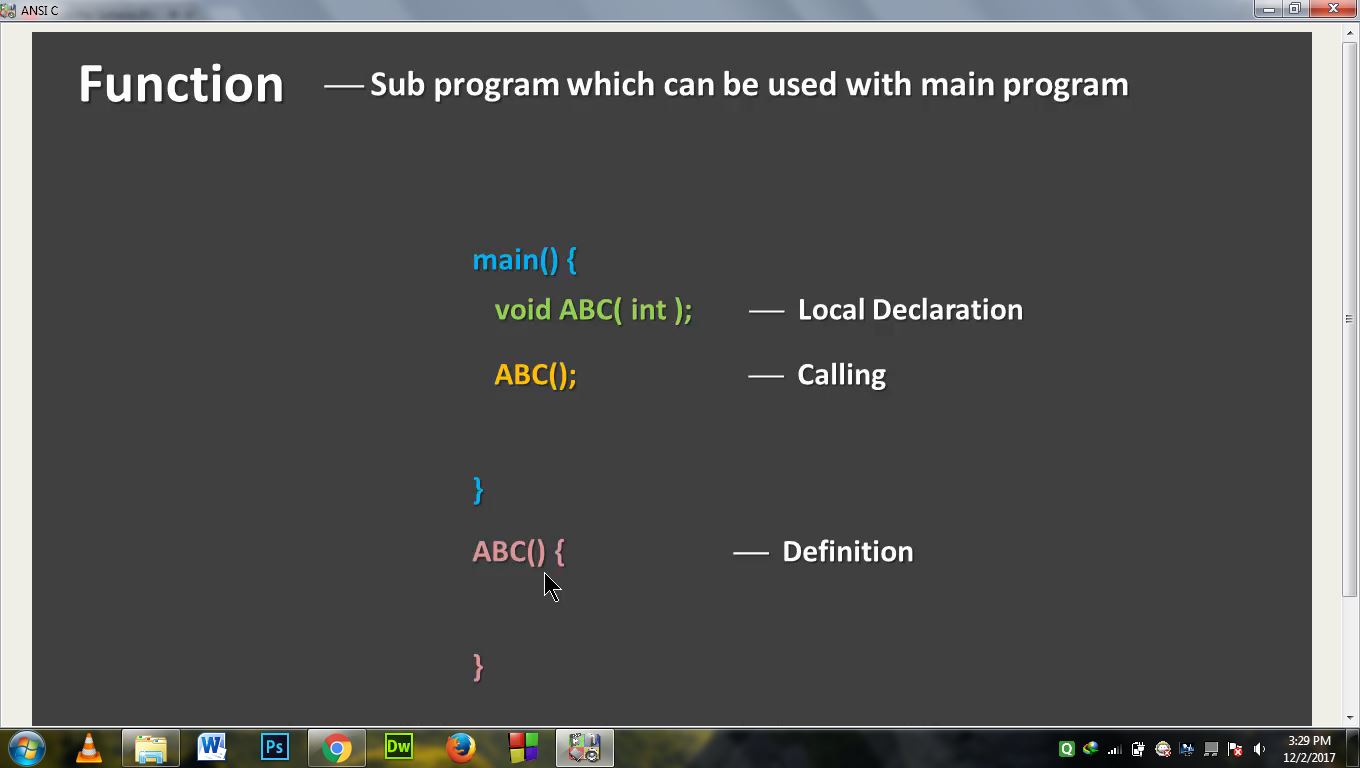 ANSI C
Function — Sub program which can be used with main program
main() {
void ABC( int ); — Local Declaration
ABC(); — Calling
}
ABC() { — Definition
}
W Ps Dw
Q
3:29 PM
12/2/2017